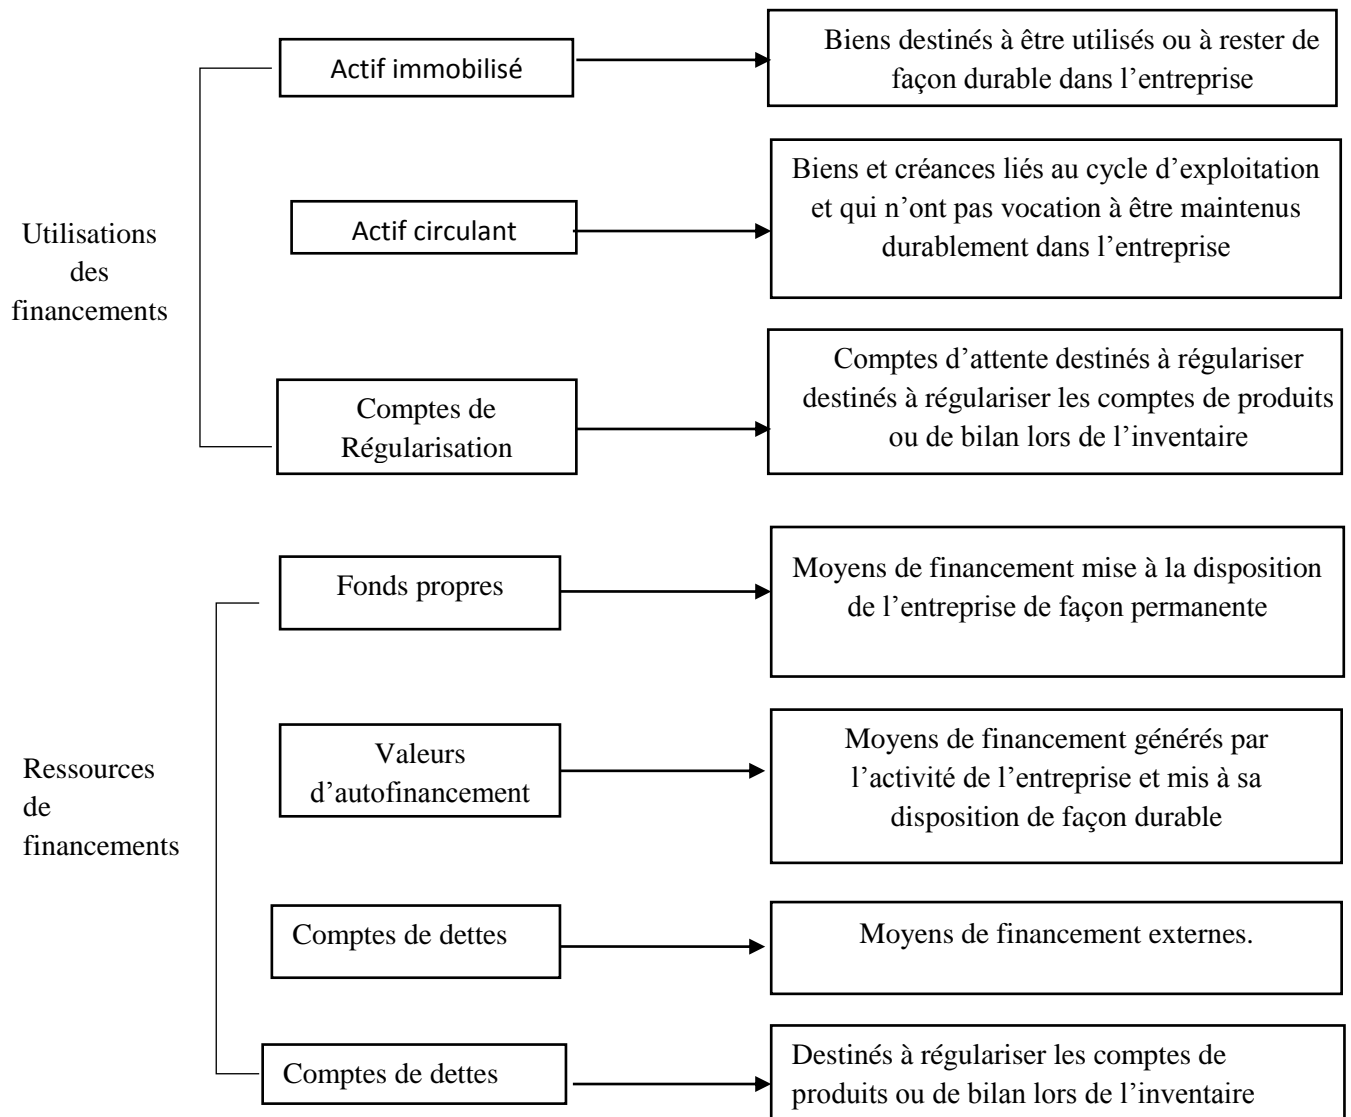 Utilisations
des
financements
Actif immobilisé
Biens destinés à être utilisés ou à rester de
façon durable dans l’entreprise
Actif circulant
Biens et créances liés au cycle d’exploitation
et qui n’ont pas vocation à être maintenus
durablement dans l’entreprise
Comptes de
Régularisation
Comptes d’attente destinés à régulariser
destinés à régulariser les comptes de produits
ou de bilan lors de l’inventaire
Ressources
de
financements
Fonds propres
Moyens de financement mise à la disposition
de l’entreprise de façon permanente
Valeurs
d’autofinancement
Moyens de financement générés par
l’activité de l’entreprise et mis à sa
disposition de façon durable
Comptes de dettes
Moyens de financement externes.
Comptes de dettes
Destinés à régulariser les comptes de
produits ou de bilan lors de l’inventaire